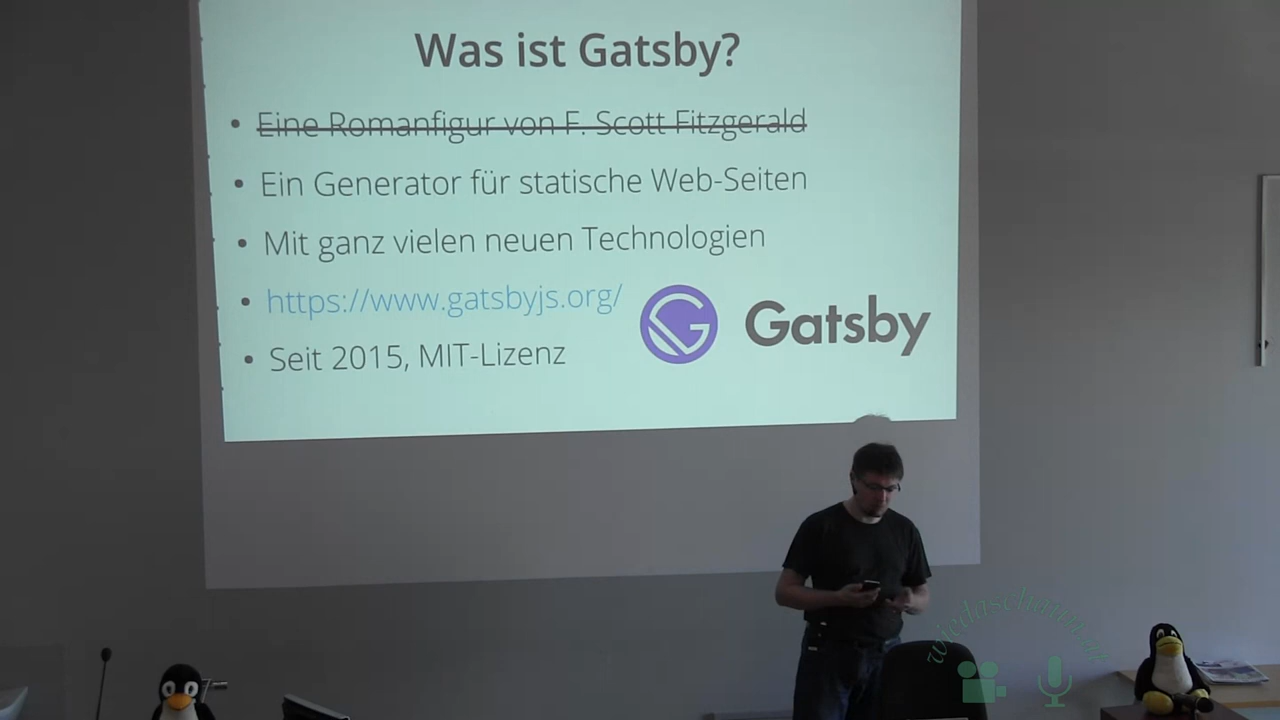 Was ist Gatsby?
• Eine Romanfigur von F. Scott Fitzgerald
• Ein Generator für statische Web-Seiten
• Mit ganz vielen neuen Technologien
• https://www.gatsbyjs.org/
Gatsby
• Seit 2015, MIT-Lizenz